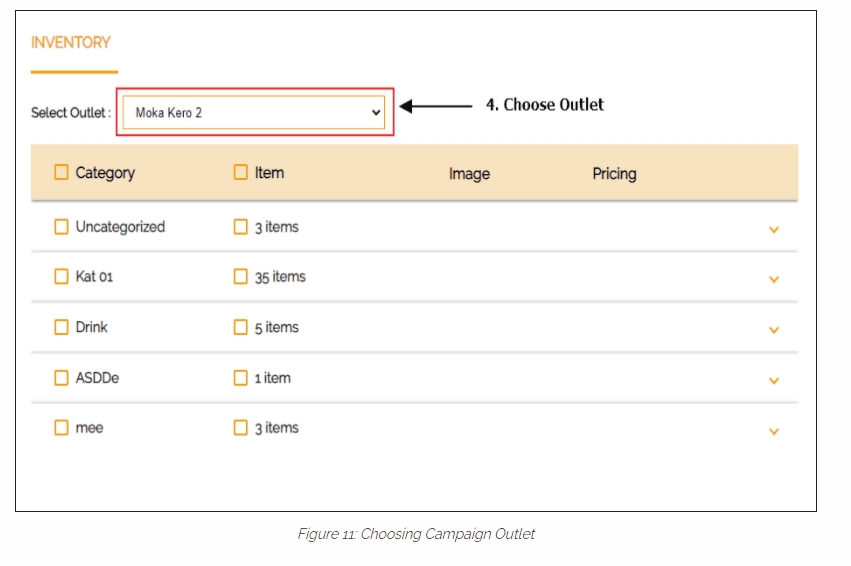 INVENTORY
Select Outlet : Moka Kero 2 4. Choose Outlet
Category Item Image Pricing
Uncategorized 3 items
Kat 01 35 items
Drink 5 items
ASDDe 1 item
mee 3 items
Figure 11: Choosing Campaign Outlet